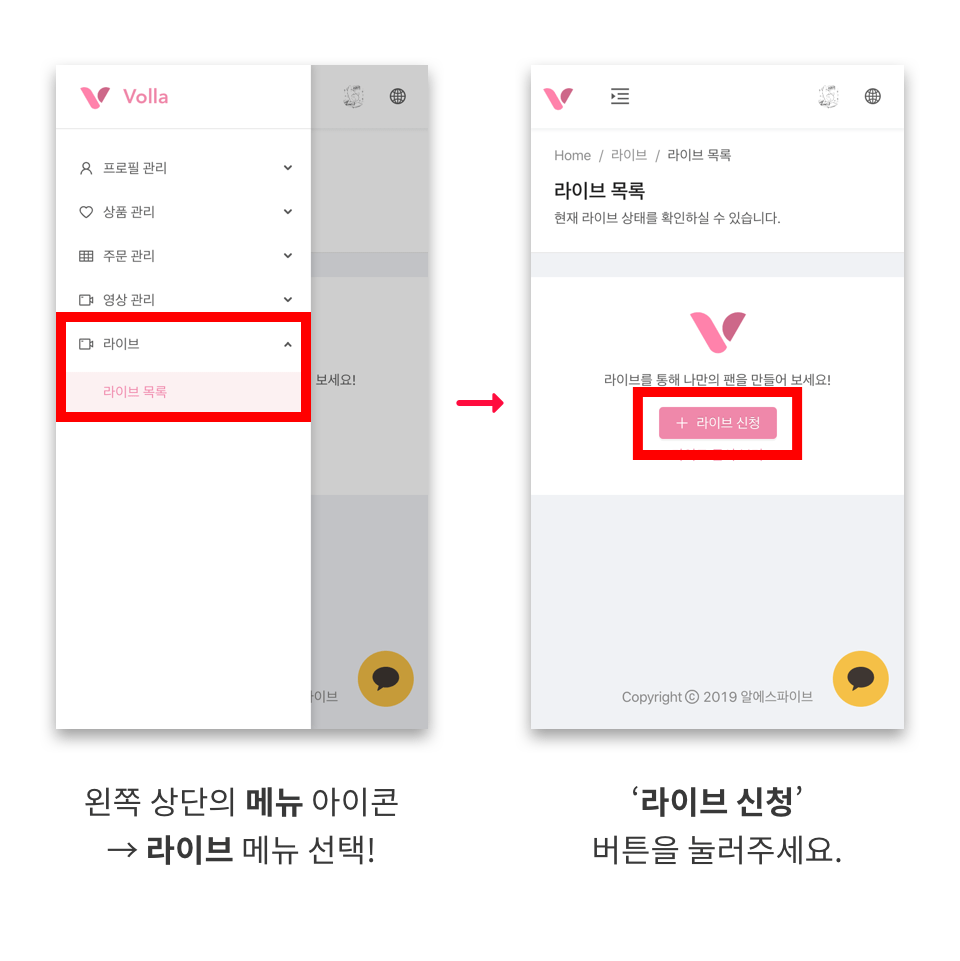 Volla
프로필 관리
상품 관리
주문 관리
영상 관리
라이브
라이브 목록
보세요!
이브
왼쪽 상단의 메뉴 아이콘
→ 라이브 메뉴 선택!
Home / 라이브 / 라이브 목록
라이브 목록
현재 라이브 상태를 확인하실 수 있습니다.
라이브를 통해 나만의 팬을 만들어 보세요!
+ 라이브 신청
Copyright ⓒ 2019 알에스파이브
‘라이브 신청’
버튼을 눌러주세요.